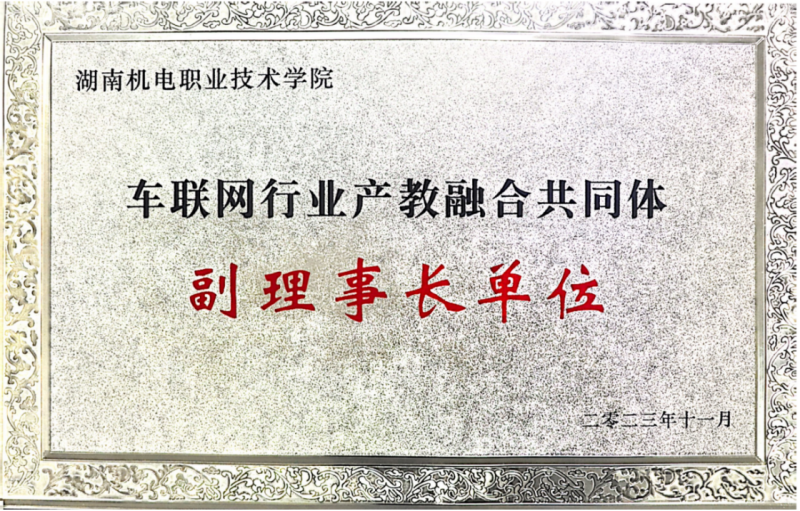 湖南机电职业技术学院
车联网行业产教融合共同体
副理事长单位
二零二三年十一月